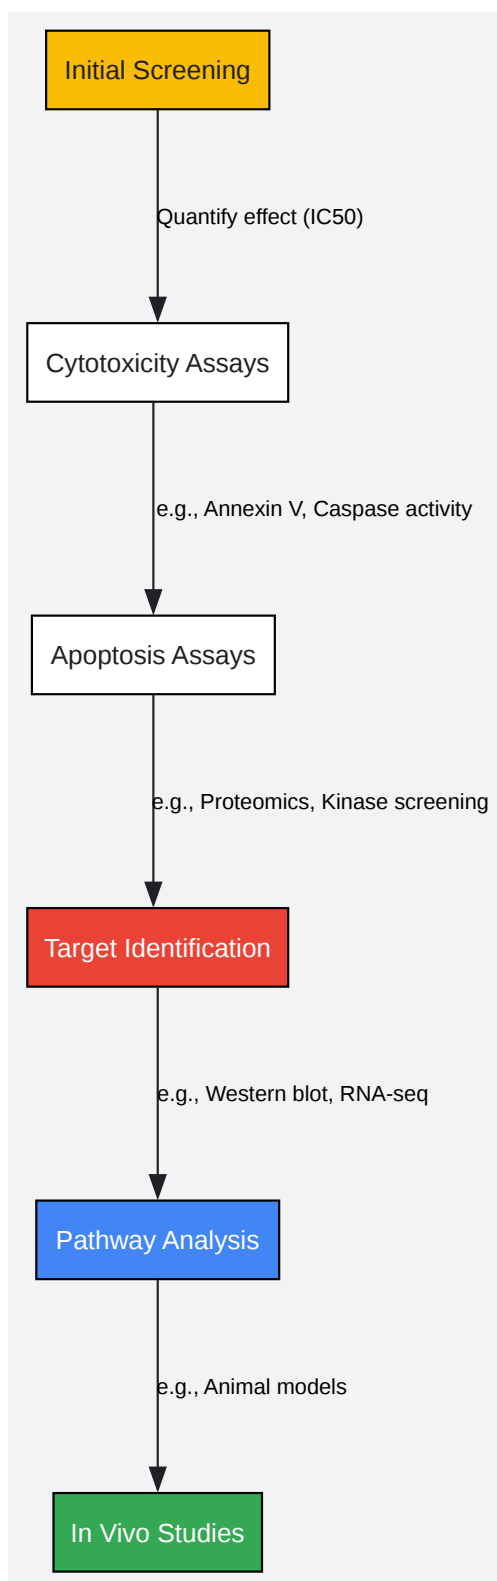 Initial Screening
Quantify effect (IC50)
Cytotoxicity Assays
e.g., Annexin V, Caspase activity
Apoptosis Assays
e.g., Proteomics, Kinase screening
Target Identification
e.g., Western blot, RNA-seq
Pathway Analysis
e.g., Animal models
In Vivo Studies